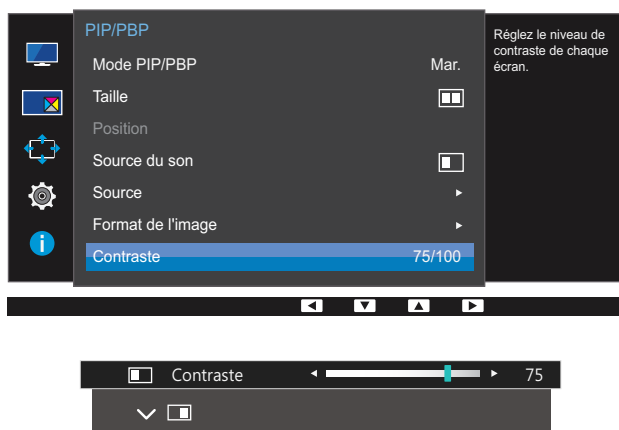 PIP/PBP
Mode PIP/PBP Mar.
Taille
Position
Source du son
Source
Format de l'image
Contraste 75/100
Réglez le niveau de
contraste de chaque
écran.
Contraste 75